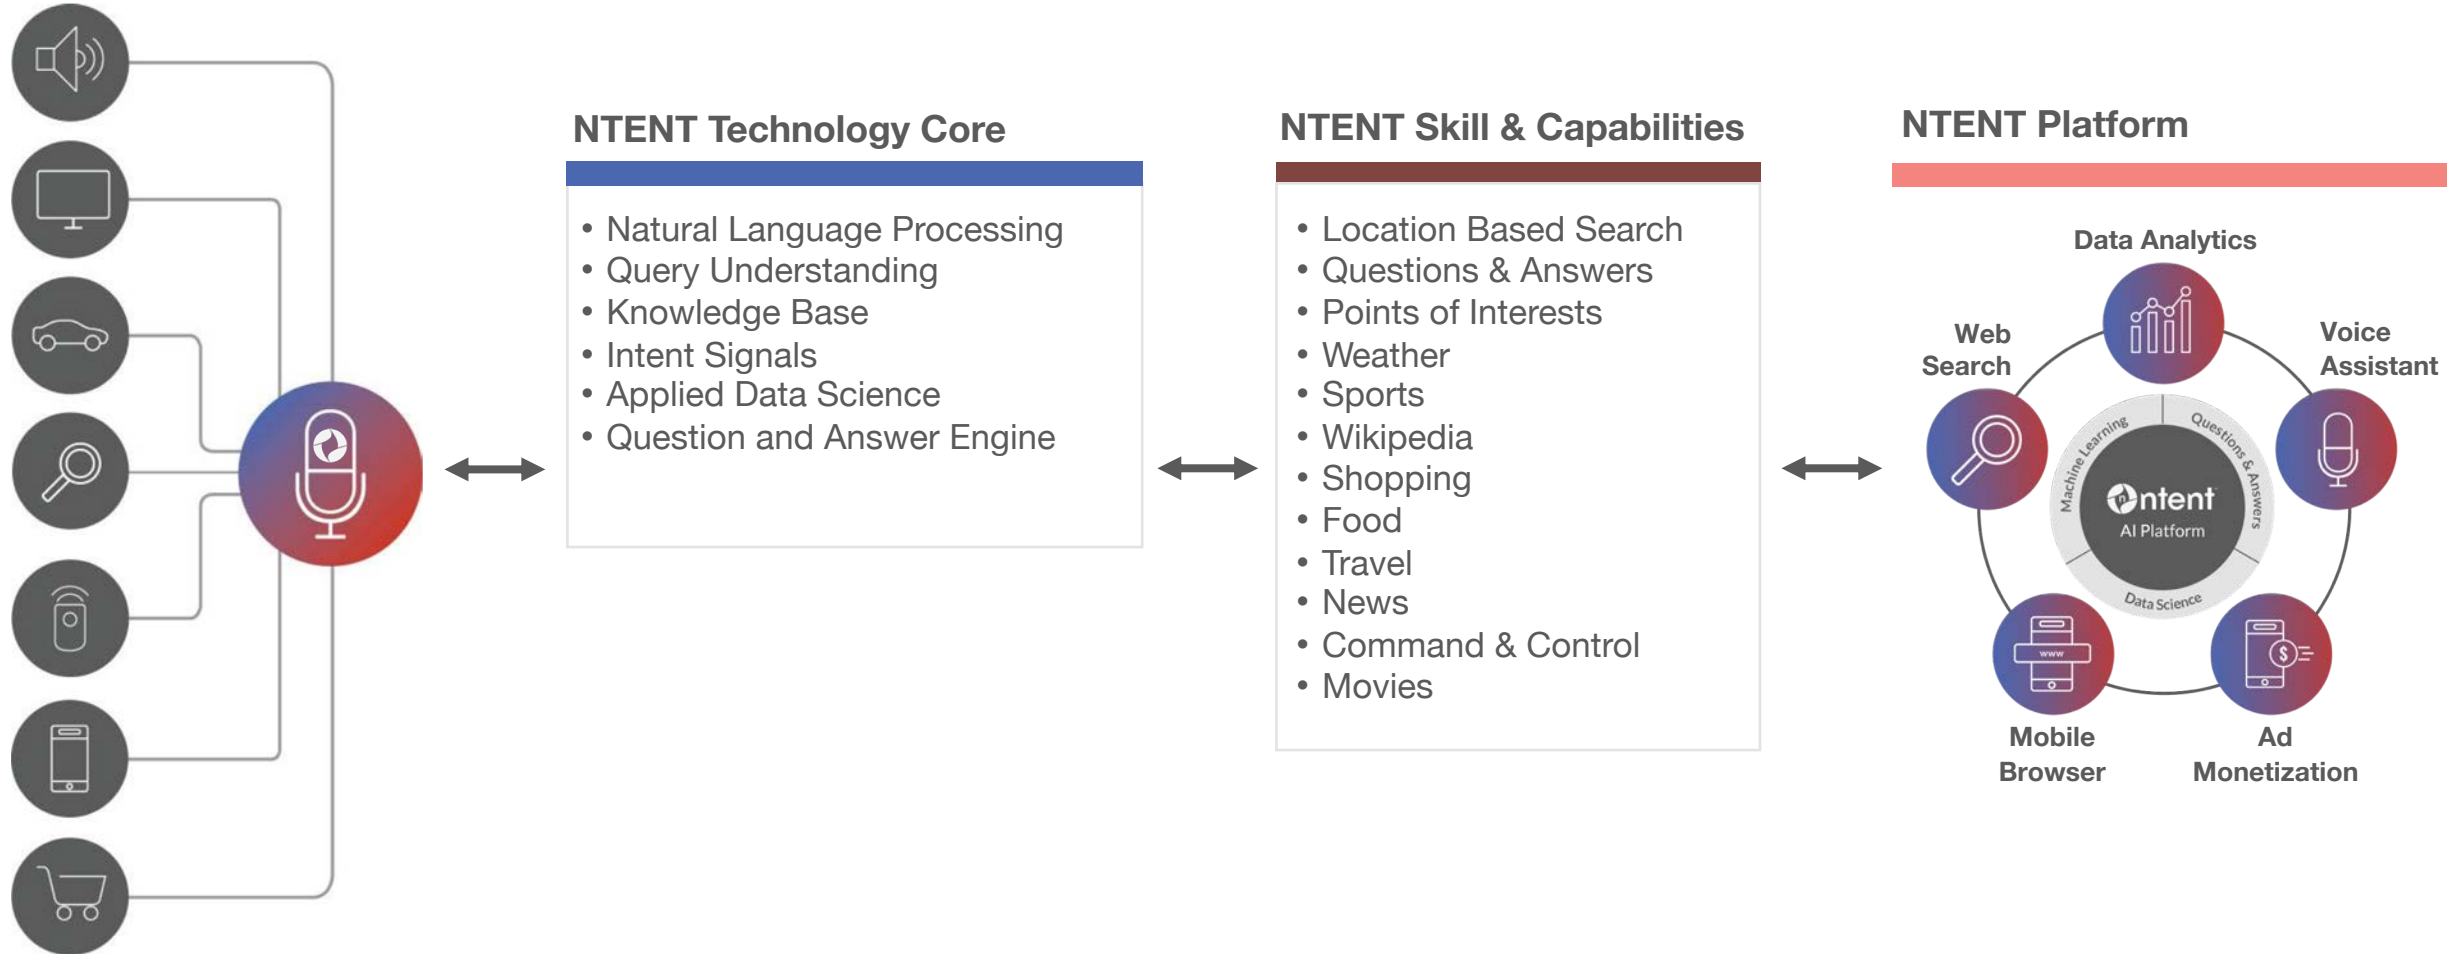 NTENT Technology Core
• Natural Language Processing
• Query Understanding
• Knowledge Base
• Intent Signals
• Applied Data Science
• Question and Answer Engine
NTENT Skill & Capabilities
• Location Based Search
• Questions & Answers
• Points of Interests
• Weather
• Sports
• Wikipedia
• Shopping
• Food
• Travel
• News
• Command & Control
• Movies
NTENT Platform
Data Analytics
Web
Search
Voice
Assistant
Machine Learning
Questions & Answers
ntent
AI Platform
Data Science
www
$
Mobile
Browser
Ad
Monetization